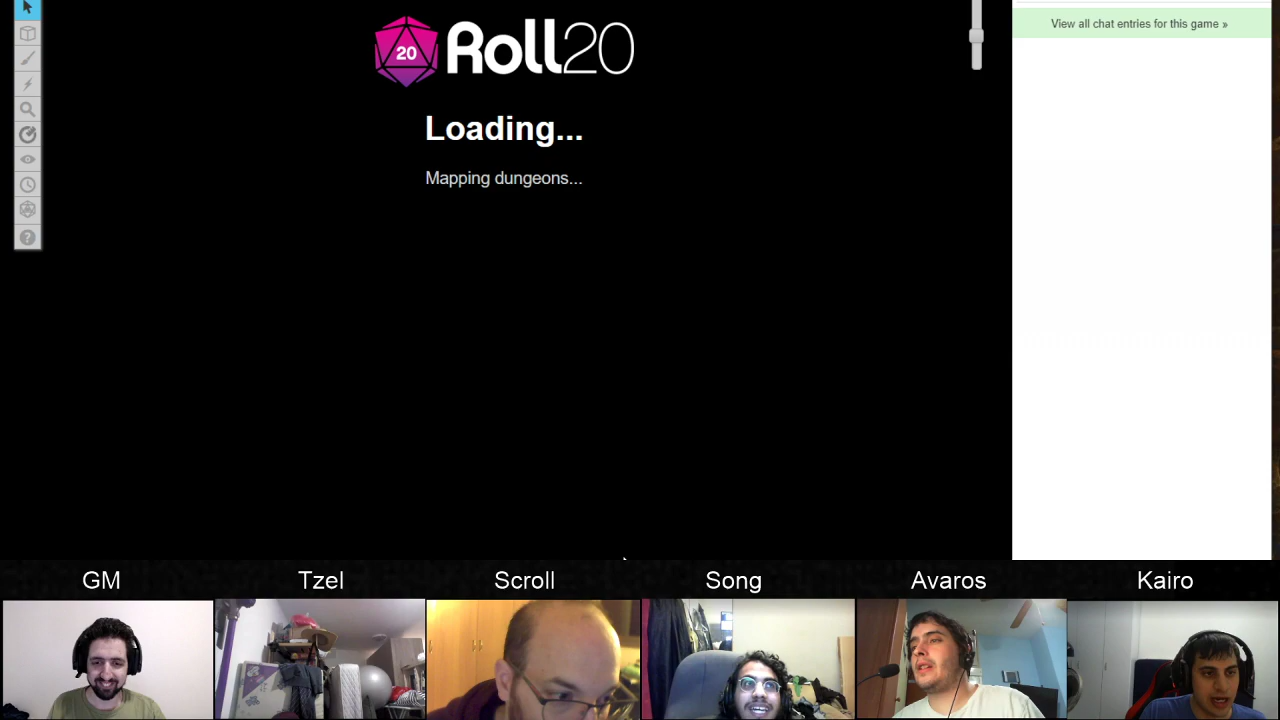 View all chat entries for this game »
20 Roll20
Loading...
Mapping dungeons...
?
GM
Tzel
Scroll
Song
Avaros
Kairo